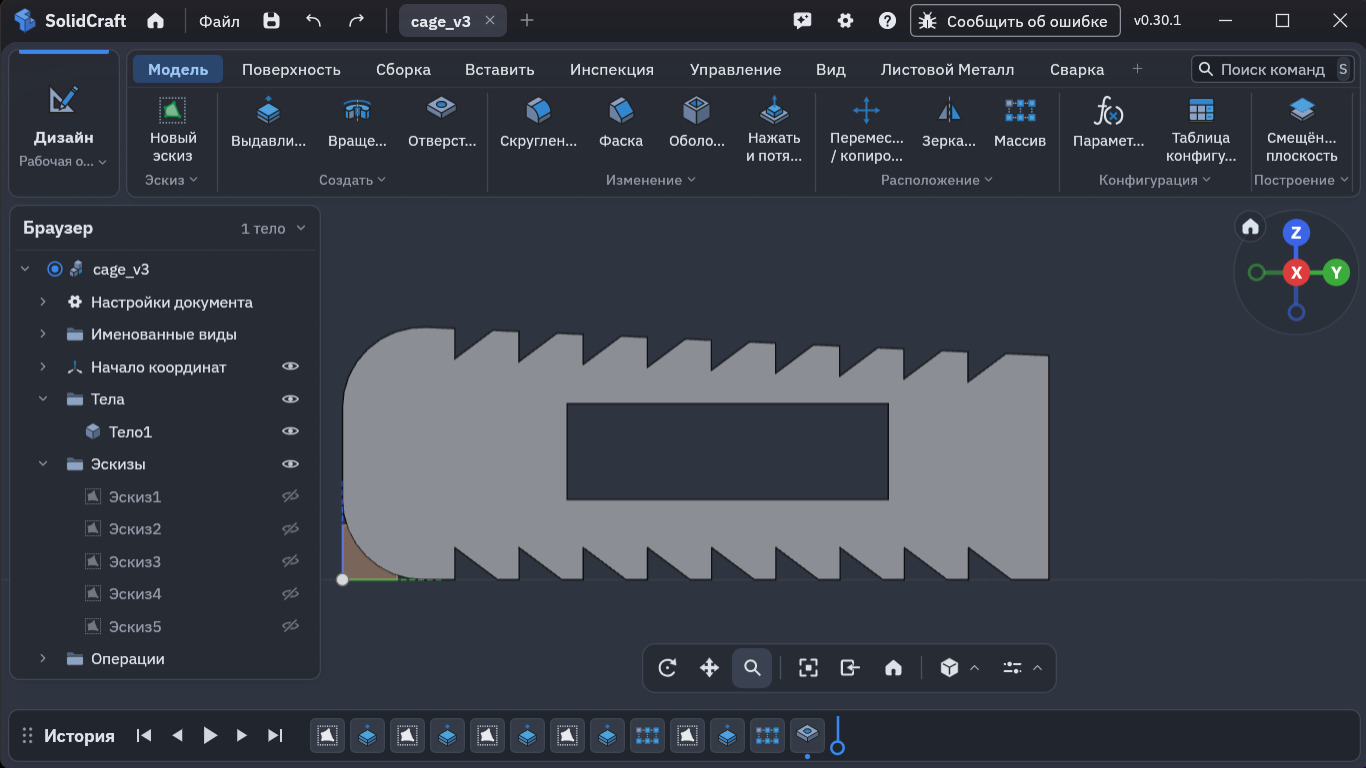 SolidCraft
Файл
cage_v3
Сообщить об ошибке
v0.30.1
Дизайн
Рабочая о...
Модель
Поверхность
Сборка
Вставить
Инспекция
Управление
Вид
Листовой Металл
Сварка
Поиск команд
S
Новый
эскиз
Выдавли...
Враще...
Отверст...
Скруглен...
Фаска
Оболо...
Нажать
и потя...
Перемес...
/ копиро...
Зерка...
Массив
Парамет...
Таблица
конфигу...
Смещён...
плоскость
Эскиз
Создать
Изменение
Расположение
Конфигурация
Построение
Браузер
1 тело
cage_v3
Настройки документа
Именованные виды
Начало координат
Тела
Тело1
Эскизы
Эскиз1
Эскиз2
Эскиз3
Эскиз4
Эскиз5
Операции
Z
X
Y
История